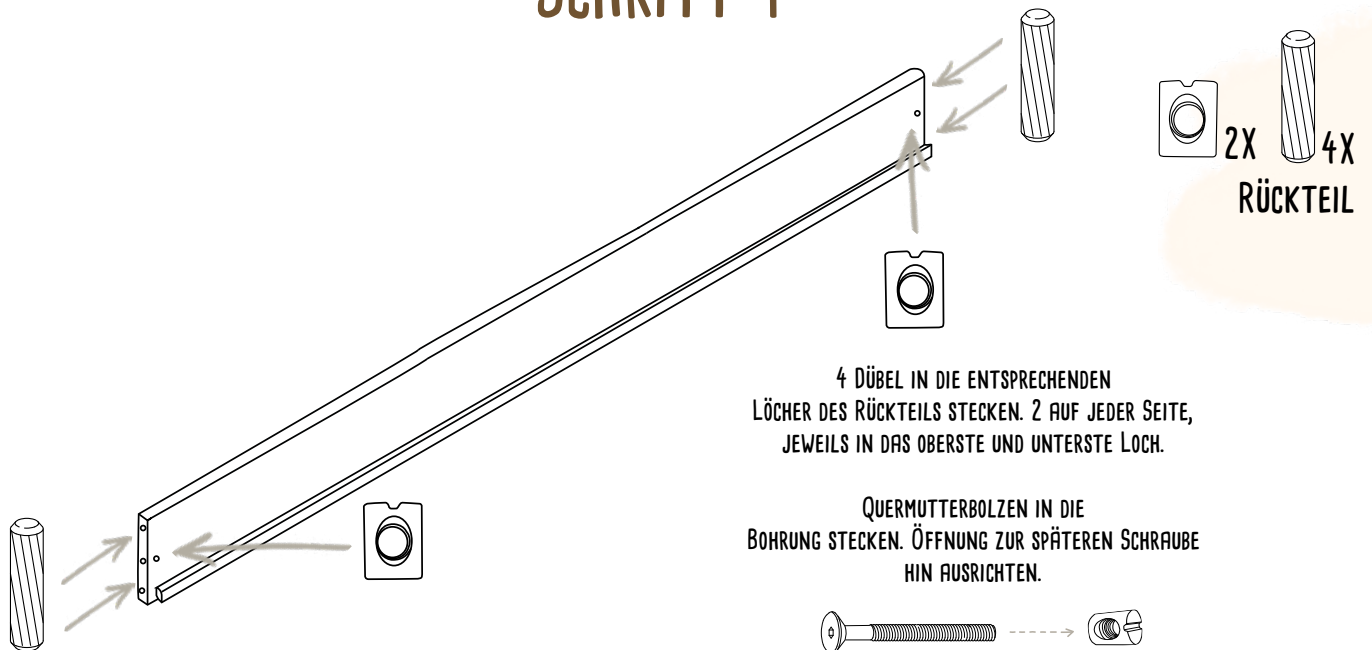 2X 4X
RÜCKTEIL
4 DÜBEL IN DIE ENTSPRECHENDEN
LÖCHER DES RÜCKTEILS STECKEN. 2 AUF JEDER SEITE,
JEWEILS IN DAS OBERSTE UND UNTERSTE LOCH.
QUERMUTTERBOLZEN IN DIE
BOHRUNG STECKEN. ÖFFNUNG ZUR SPÄTEREN SCHRAUBE
HIN AUSRICHTEN.